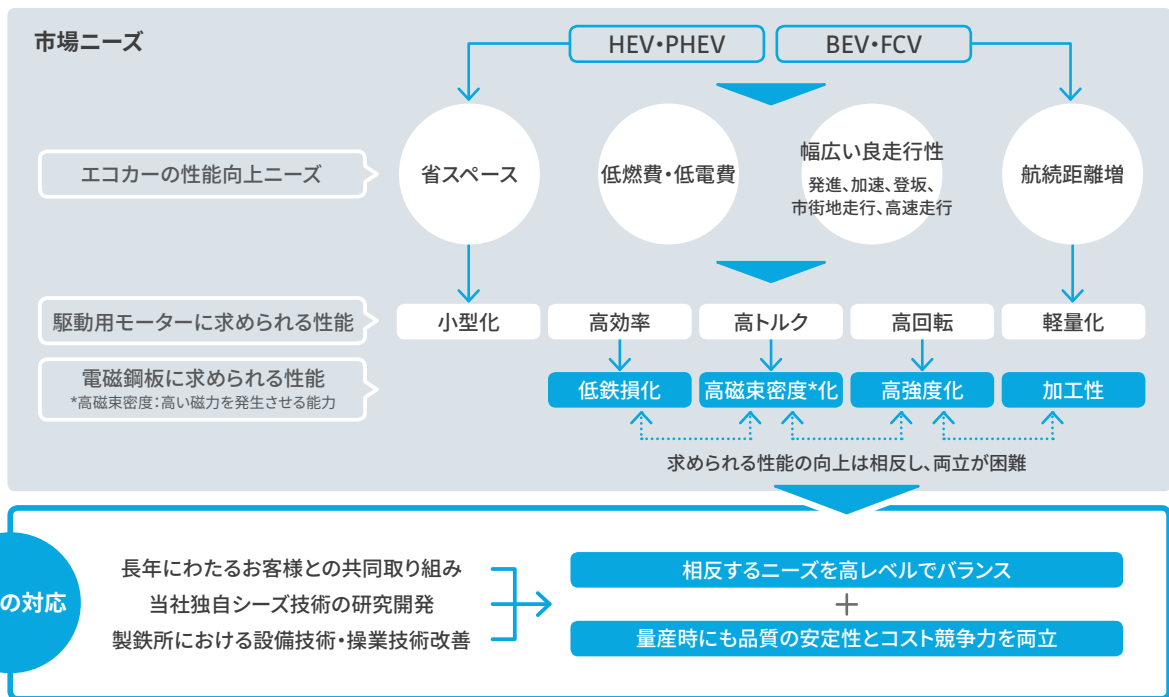 市場ニーズ
HEV・PHEV
BEV・FCV
エコカーの性能向上ニーズ
省スペース
低燃費・低電費
幅広い良走行性
発進、加速、登坂、
市街地走行、高速走行
航続距離増
駆動用モーターに求められる性能
小型化
高効率
高トルク
高回転
軽量化
電磁鋼板に求められる性能
*高磁束密度：高い磁力を発生させる能力
低鉄損化
高磁束密度*化
高強度化
加工性
求められる性能の向上は相反し、両立が困難
の対応
長年にわたるお客様との共同取り組み
当社独自シーズ技術の研究開発
製鉄所における設備技術・操業技術改善
相反するニーズを高レベルでバランス
＋
量産時にも品質の安定性とコスト競争力を両立